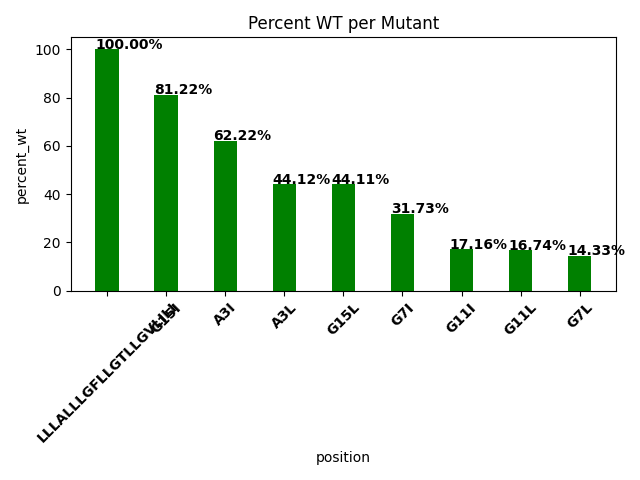 Percent WT per Mutant
percent_wt
100
80
60
40
20
0
100.00%
81.22%
62.22%
44.12%
44.11%
31.73%
17.16%
16.74%
14.33%
G15I
A3I
A3L
G15L
G7I
G11I
G11L
G7L
position